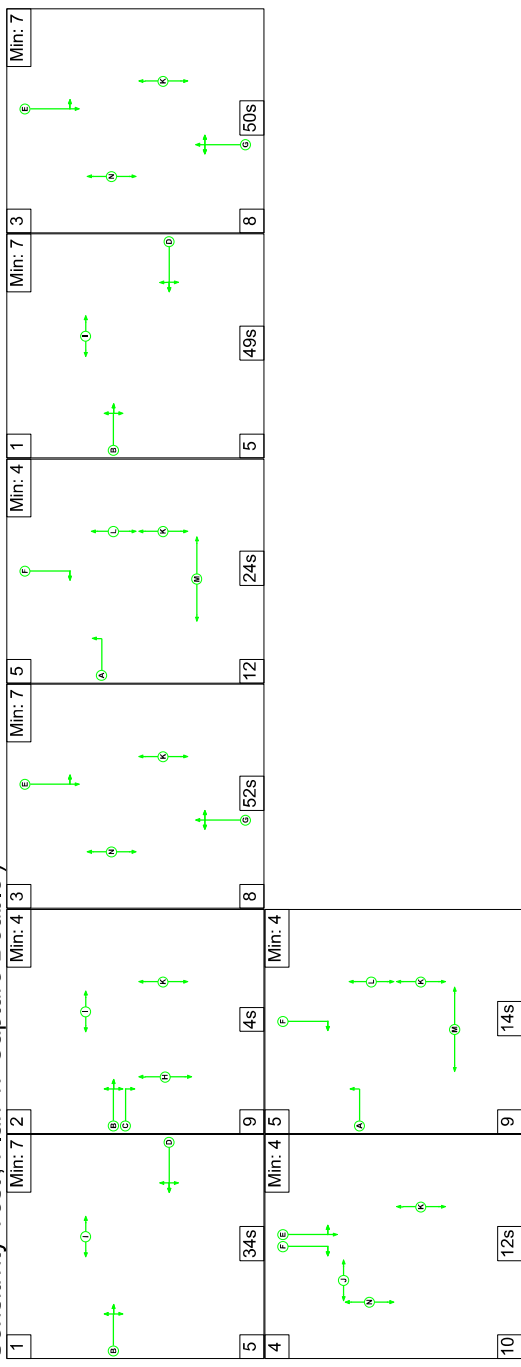 1 Min: 7
I
B
D
5 34s
2 Min: 4
I
B
C
H K
9 4s
3 Min: 7
E
N
K
G
8 52s
5 Min: 4
F
A
L
K
M
12 24s
1 Min: 7
I
B
D
5 49s
3 Min: 7
E
N
K
G
8 50s
4 Min: 4
F E
J
N
K
10 12s
5 Min: 4
F
A
L
K
M
9 14s